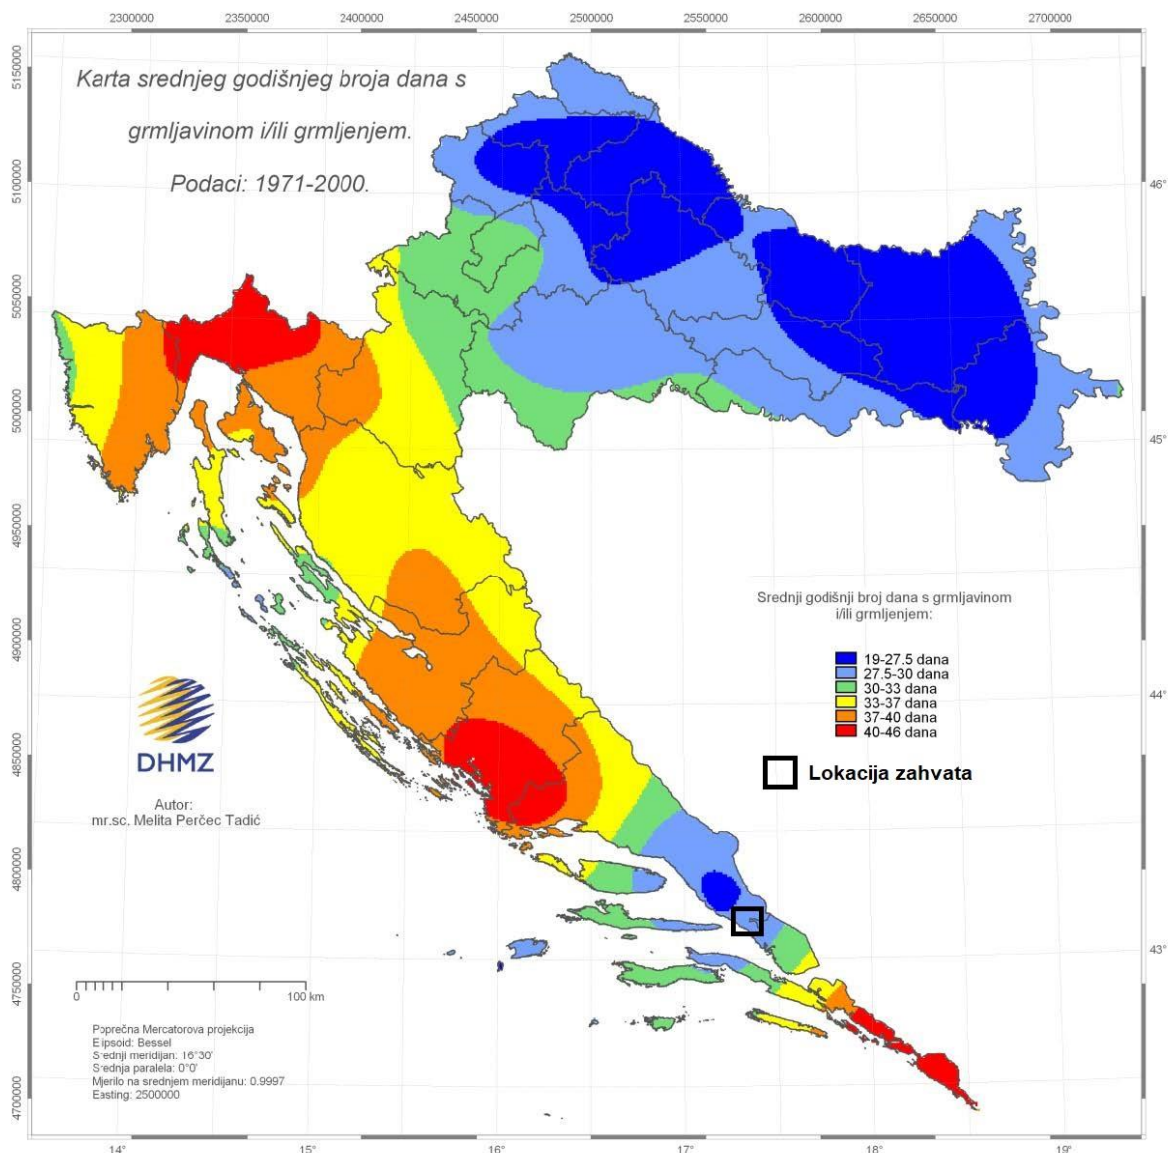 2300000 2350000 2400000 2450000 2500000 2550000 2600000 2650000 2700000
Karta srednjeg godišnjeg broja dana s
grmljavinom i/ili grmljenjem.
Podaci: 1971-2000.
5150000
5100000
5050000
5000000
4950000
4900000
4850000
4800000
4750000
4700000
46°
45°
44°
43°
Srednji godišnji broj dana s grmljavinom
i/ili grmljenjem:
19-27.5 dana
27.5-30 dana
30-33 dana
33-37 dana
37-40 dana
40-46 dana
Lokacija zahvata
DHMZ
Autor:
mr.sc. Melita Perčec Tadić
0 100 km
Poprečna Mercatorova projekcija
Elipsoid: Bessel
Srednji meridijan: 16°30'
Srednja paralela: 0°0'
Mjerilo na srednjem meridijanu: 0.9997
Easting: 2500000
14° 15° 16° 17° 18° 19°